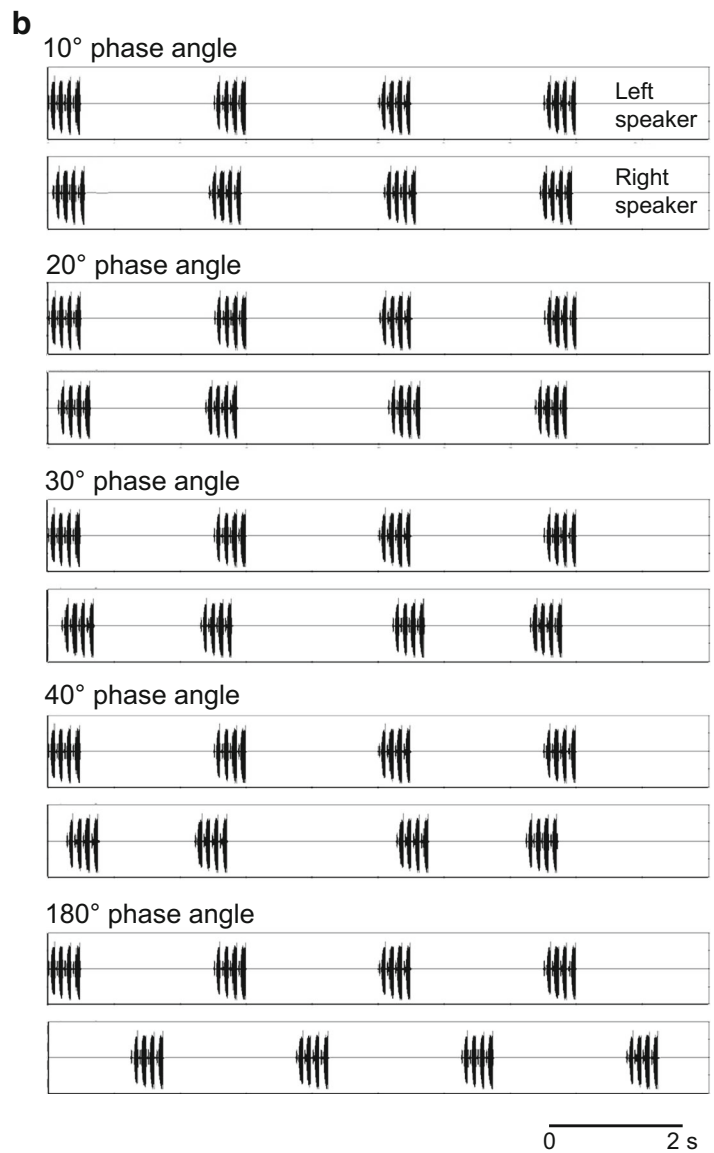 b
10° phase angle
Left
speaker
Right
speaker
20° phase angle
30° phase angle
40° phase angle
180° phase angle
0 2 s